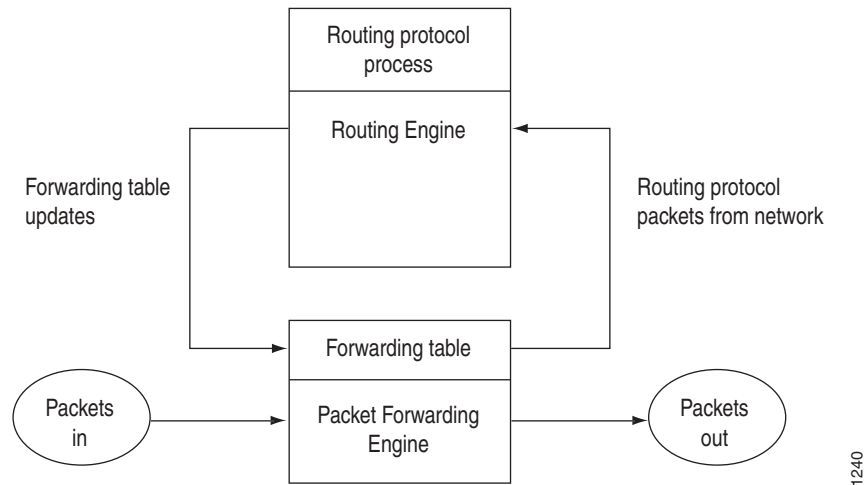 Routing protocol
process
Routing Engine
Forwarding table
updates
Routing protocol
packets from network
Forwarding table
Packets
in
Packet Forwarding
Engine
Packets
out
1240